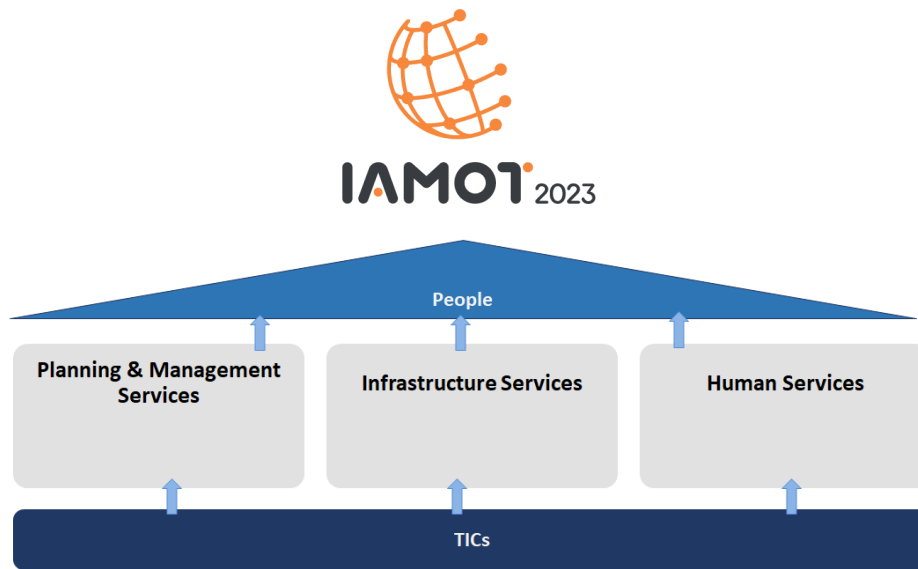 IAMOT 2023
People
Planning & Management
Services
Infrastructure Services
Human Services
TICs